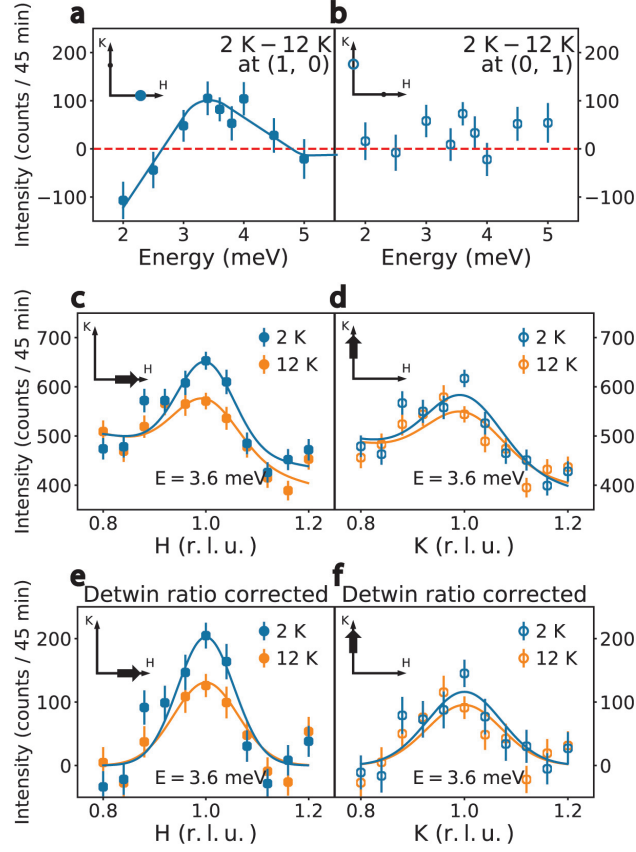 a
b
Intensity (counts / 45 min)
200
100
0
−100
K
H
2 K − 12 K
at (1, 0)
K
H
2 K − 12 K
at (0, 1)
200
100
0
−100
2 3 4 5
2 3 4 5
Energy (meV)
Energy (meV)
c
d
Intensity (counts / 45 min)
700
600
500
400
K
H
2 K
12 K
E = 3.6 meV
K
H
2 K
12 K
E = 3.6 meV
700
600
500
400
0.8 1.0 1.2
0.8 1.0 1.2
H (r. l. u.)
K (r. l. u.)
e
f
Detwin ratio corrected
Detwin ratio corrected
Intensity (counts / 45 min)
200
100
0
K
H
2 K
12 K
E = 3.6 meV
K
H
2 K
12 K
E = 3.6 meV
200
100
0
0.8 1.0 1.2
0.8 1.0 1.2
H (r. l. u.)
K (r. l. u.)